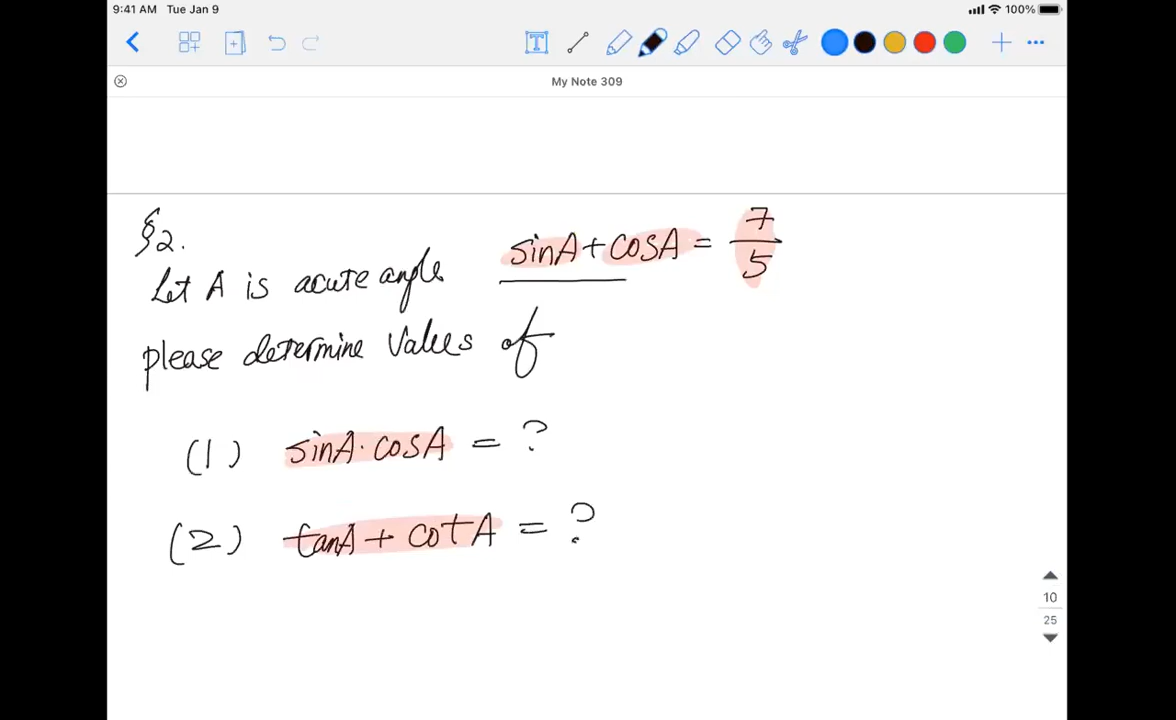 9:41 AM Tue Jan 9
100%
My Note 309
§2.
Let A is acute angle sinA+cosA = 7/5
please determine Values of
(1) sinA·cosA = ?
(2) tanA + cotA = ?
10
25